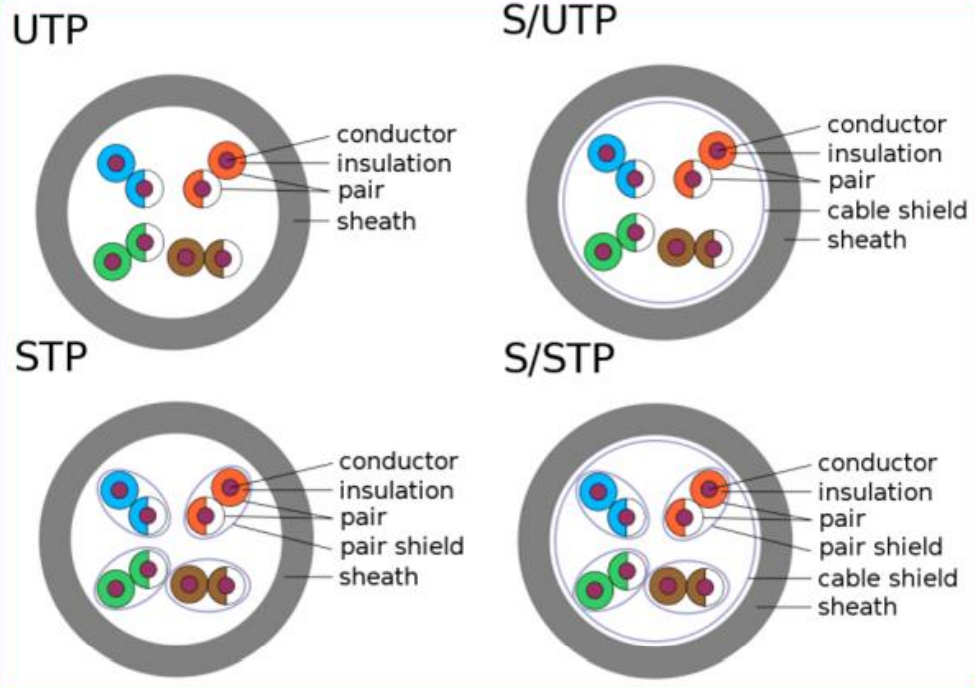 UTP
conductor
insulation
pair
sheath
S/UTP
conductor
insulation
pair
cable shield
sheath
STP
conductor
insulation
pair
pair shield
sheath
S/STP
conductor
insulation
pair
pair shield
cable shield
sheath